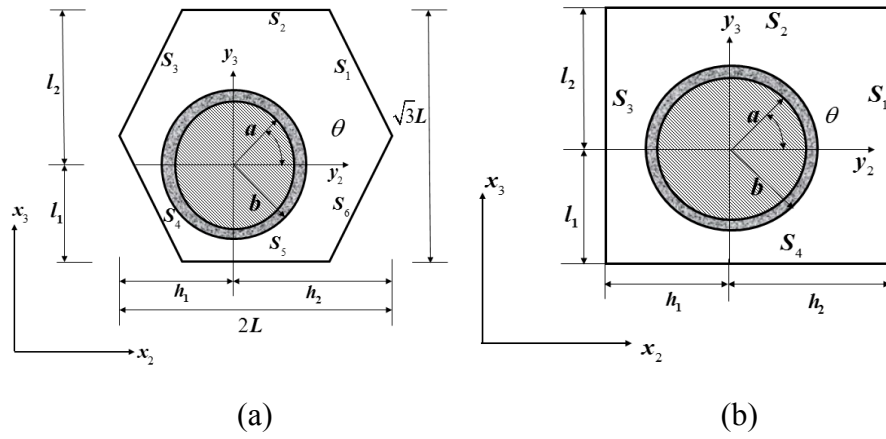 S₂
y₃
S₃
S₁
l₂
a
θ
√3L
y₂
b
S₆
S₄
S₅
l₁
x₃
h₁
h₂
2L
x₂
(a)
y₃
S₂
l₂
S₃
S₁
a
θ
y₂
b
x₃
l₁
S₄
h₁
h₂
x₂
(b)